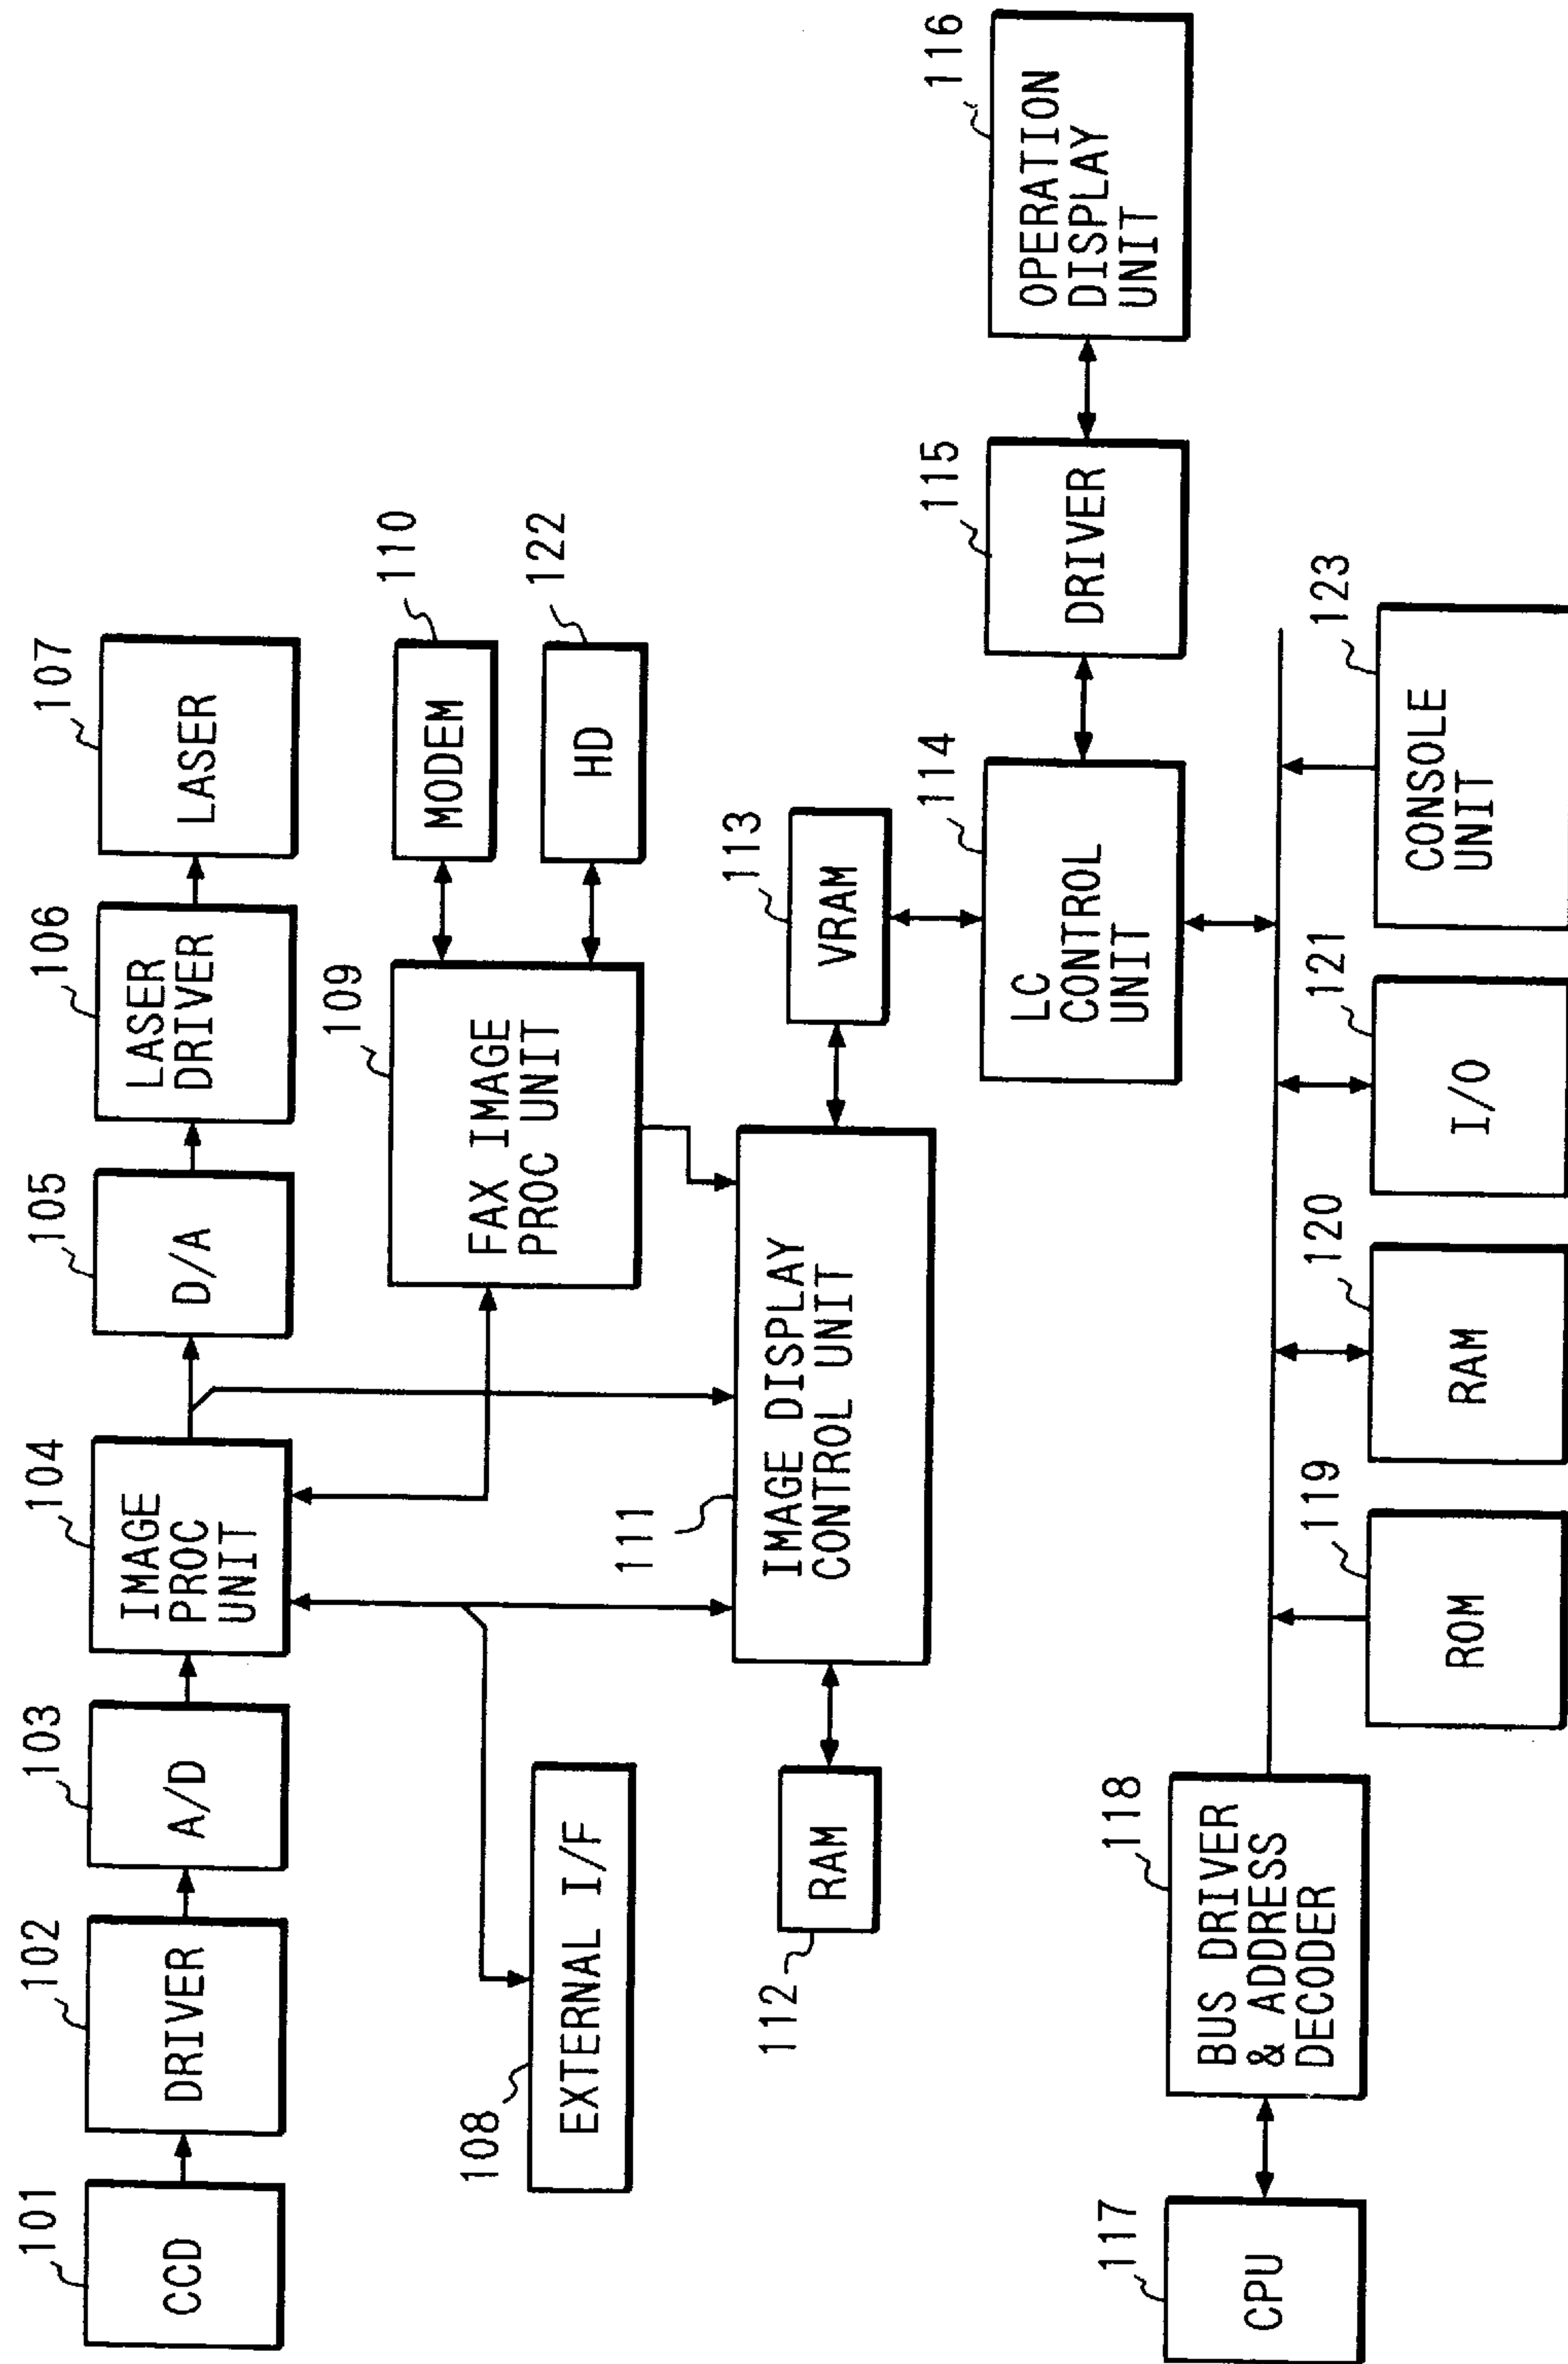 101
CCD
102
DRIVER
103
A/D
104
IMAGE
PROC
UNIT
105
D/A
106
LASER
DRIVER
107
LASER
108
EXTERNAL I/F
109
FAX IMAGE
PROC UNIT
110
MODEM
122
HD
111
IMAGE DISPLAY
CONTROL UNIT
112
RAM
113
VRAM
114
LC
CONTROL
UNIT
115
DRIVER
116
OPERATION
DISPLAY
UNIT
117
CPU
118
BUS DRIVER
& ADDRESS
DECODER
119
ROM
120
RAM
121
I/O
123
CONSOLE
UNIT